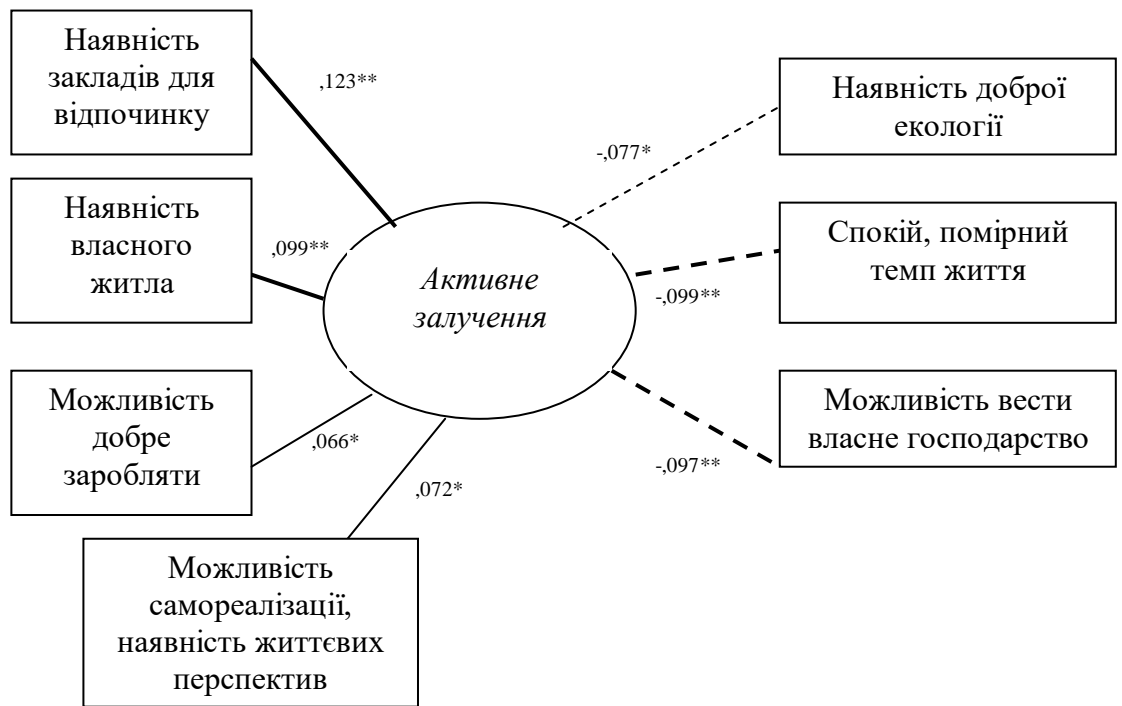 Наявність
закладів для
відпочинку
,123**
Наявність
власного
житла
,099**
Можливість
добре
заробляти
,066*
Можливість
самореалізації,
наявність життєвих
перспектив
,072*
Активне
залучення
Наявність доброї
екології
-,077*
Спокій, помірний
темп життя
-,099**
Можливість вести
власне господарство
-,097**